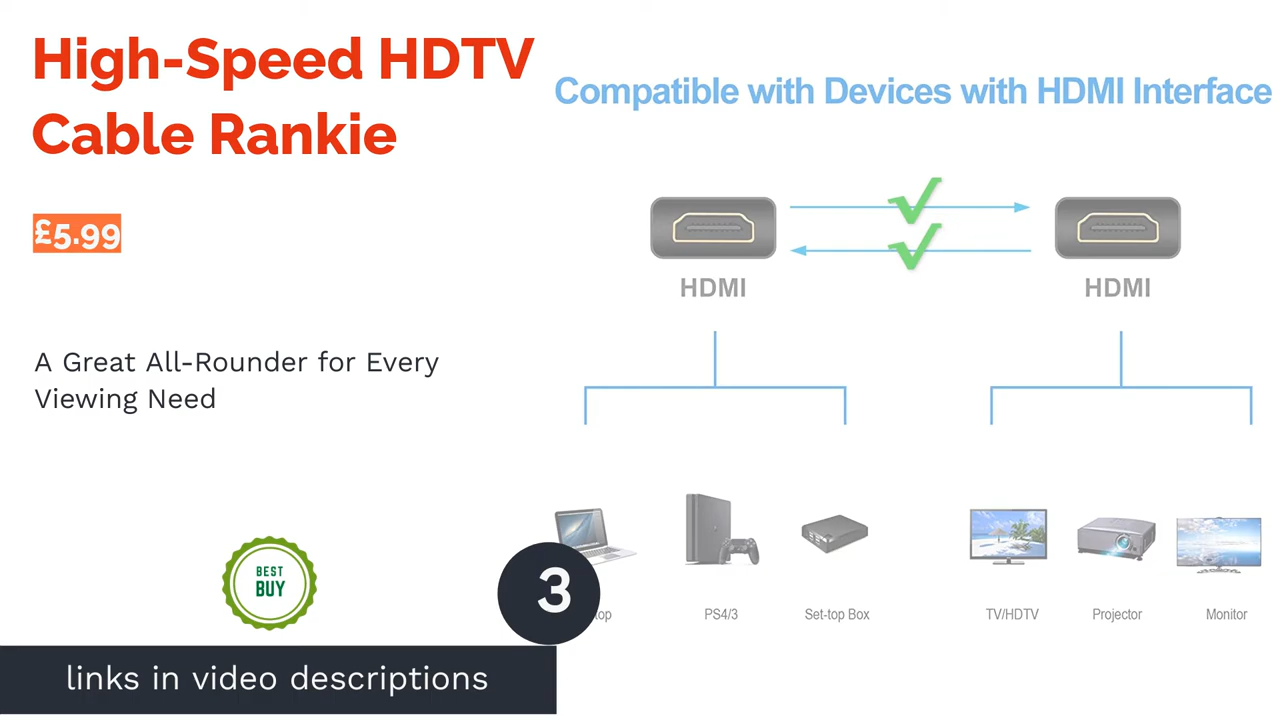 High-Speed HDTV
Cable Rankie
£5.99
A Great All-Rounder for Every
Viewing Need
BEST
BUY
links in video descriptions
3
Compatible with Devices with HDMI Interface
HDMI
HDMI
top
PS4/3
Set-top Box
TV/HDTV
Projector
Monitor